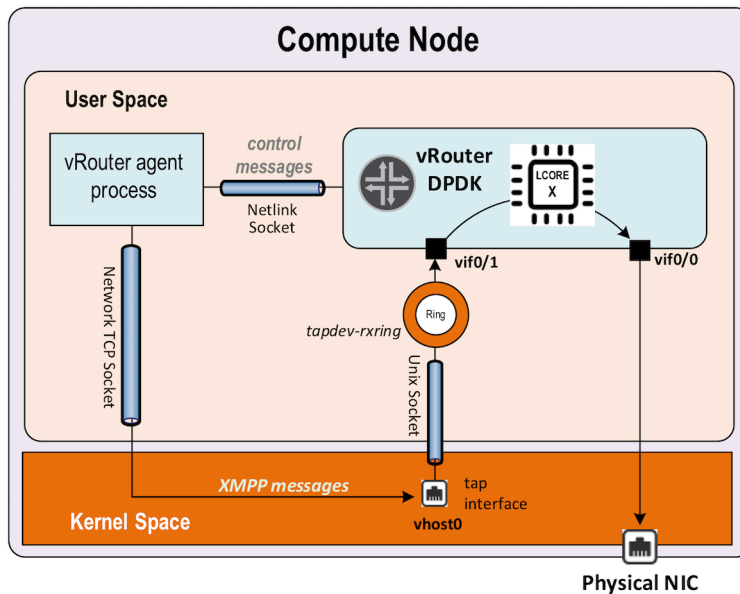 Compute Node
User Space
vRouter agent
process
control
messages
Netlink
Socket
vRouter
DPDK
LCORE
X
vif0/1
vif0/0
Network TCP Socket
Ring
tapdev-rxring
Unix Socket
XMPP messages
tap
interface
vhost0
Kernel Space
Physical NIC